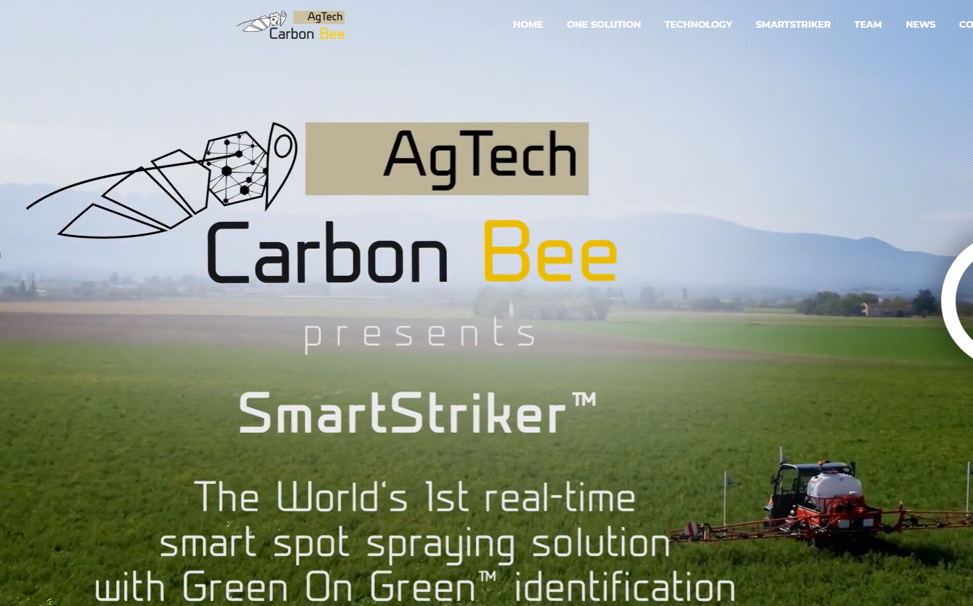 AgTech
Carbon Bee
HOME ONE SOLUTION TECHNOLOGY SMARTSTRIKER TEAM NEWS CO
AgTech
Carbon Bee
presents
SmartStriker™
The World's 1st real-time
smart spot spraying solution
with Green On Green™ identification